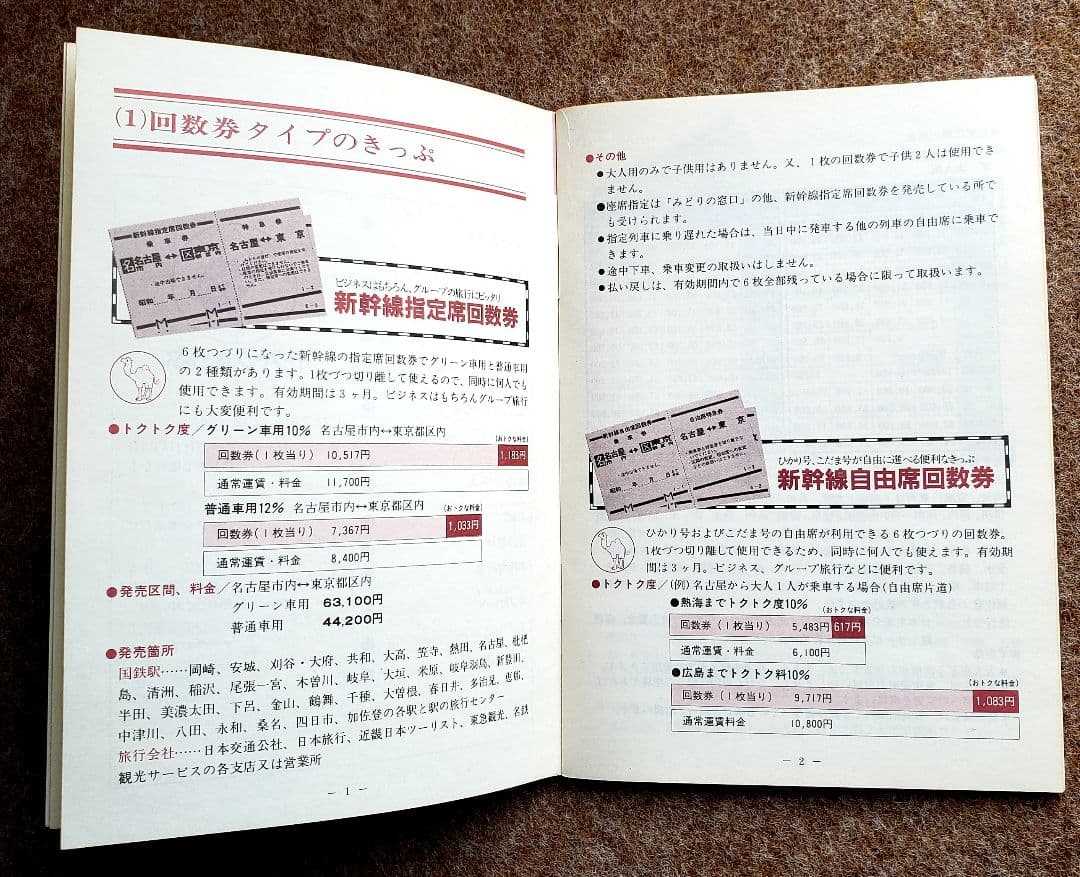 (1)回数券タイプのきっぷ
新幹線指定席回数券
乗車券
特急券
名 名古屋市内 ↔ 区 東京都区内
名古屋 ↔ 東京
昭和 年 月 日
ビジネスはもちろん、グループの旅行にピッタリ
新幹線指定席回数券
6枚つづりになった新幹線の指定席回数券でグリーン車用と普通車用
の2種類があります。1枚づつ切り離して使えるので、同時に何人でも
使用できます。有効期間は3ヶ月。ビジネスはもちろんグループ旅行
にも大変便利です。
●トクトク度/グリーン車用10% 名古屋市内↔東京都区内
(おトクな料金)
回数券(1枚当り) 10,517円 1,183円
通常運賃・料金 11,700円
普通車用12% 名古屋市内↔東京都区内 (おトクな料金)
回数券(1枚当り) 7,367円 1,033円
通常運賃・料金 8,400円
●発売区間、料金/名古屋市内↔東京都区内
グリーン車用 63,100円
普通車用 44,200円
●発売箇所
国鉄駅……岡崎、安城、刈谷・大府、共和、大高、笠寺、熱田、名古屋、枇杷
島、清洲、稲沢、尾張一宮、木曽川、岐阜、大垣、米原、岐阜羽島、新豊川、
半田、美濃太田、下呂、金山、鶴舞、千種、大曽根、春日井、多治見、恵那、
中津川、八田、永和、桑名、四日市、加佐登の各駅と駅の旅行センター
旅行会社……日本交通公社、日本旅行、近畿日本ツーリスト、東急観光、名鉄
観光サービスの各支店又は営業所
− 1 −
●その他
●大人用のみで子供用はありません。又、1枚の回数券で子供2人は使用でき
ません。
●座席指定は「みどりの窓口」の他、新幹線指定席回数券を発売している所で
も受けられます。
●指定列車に乗り遅れた場合は、当日中に発車する他の列車の自由席に乗車で
きます。
●途中下車、乗車変更の取扱いはしません。
●払い戻しは、有効期間内で6枚全部残っている場合に限って取扱います。
新幹線自由席回数券
乗車券
自由席特急券
名 名古屋市内 ↔ 区 東京都区内
名古屋 ↔ 東京
昭和 年 月 日
ひかり号、こだま号が自由に選べる便利なきっぷ
新幹線自由席回数券
ひかり号およびこだま号の自由席が利用できる6枚つづりの回数券。
1枚づつ切り離して使用できるため、同時に何人でも使えます。有効期
間は3ヶ月。ビジネス、グループ旅行などに便利です。
●トクトク度/(例)名古屋から大人1人が乗車する場合(自由席片道)
●熱海までトクトク度10% (おトクな料金)
回数券(1枚当り) 5,483円 617円
通常運賃・料金 6,100円
●広島までトクトク料10% (おトクな料金)
回数券(1枚当り) 9,717円 1,083円
通常運賃料金 10,800円
− 2 −